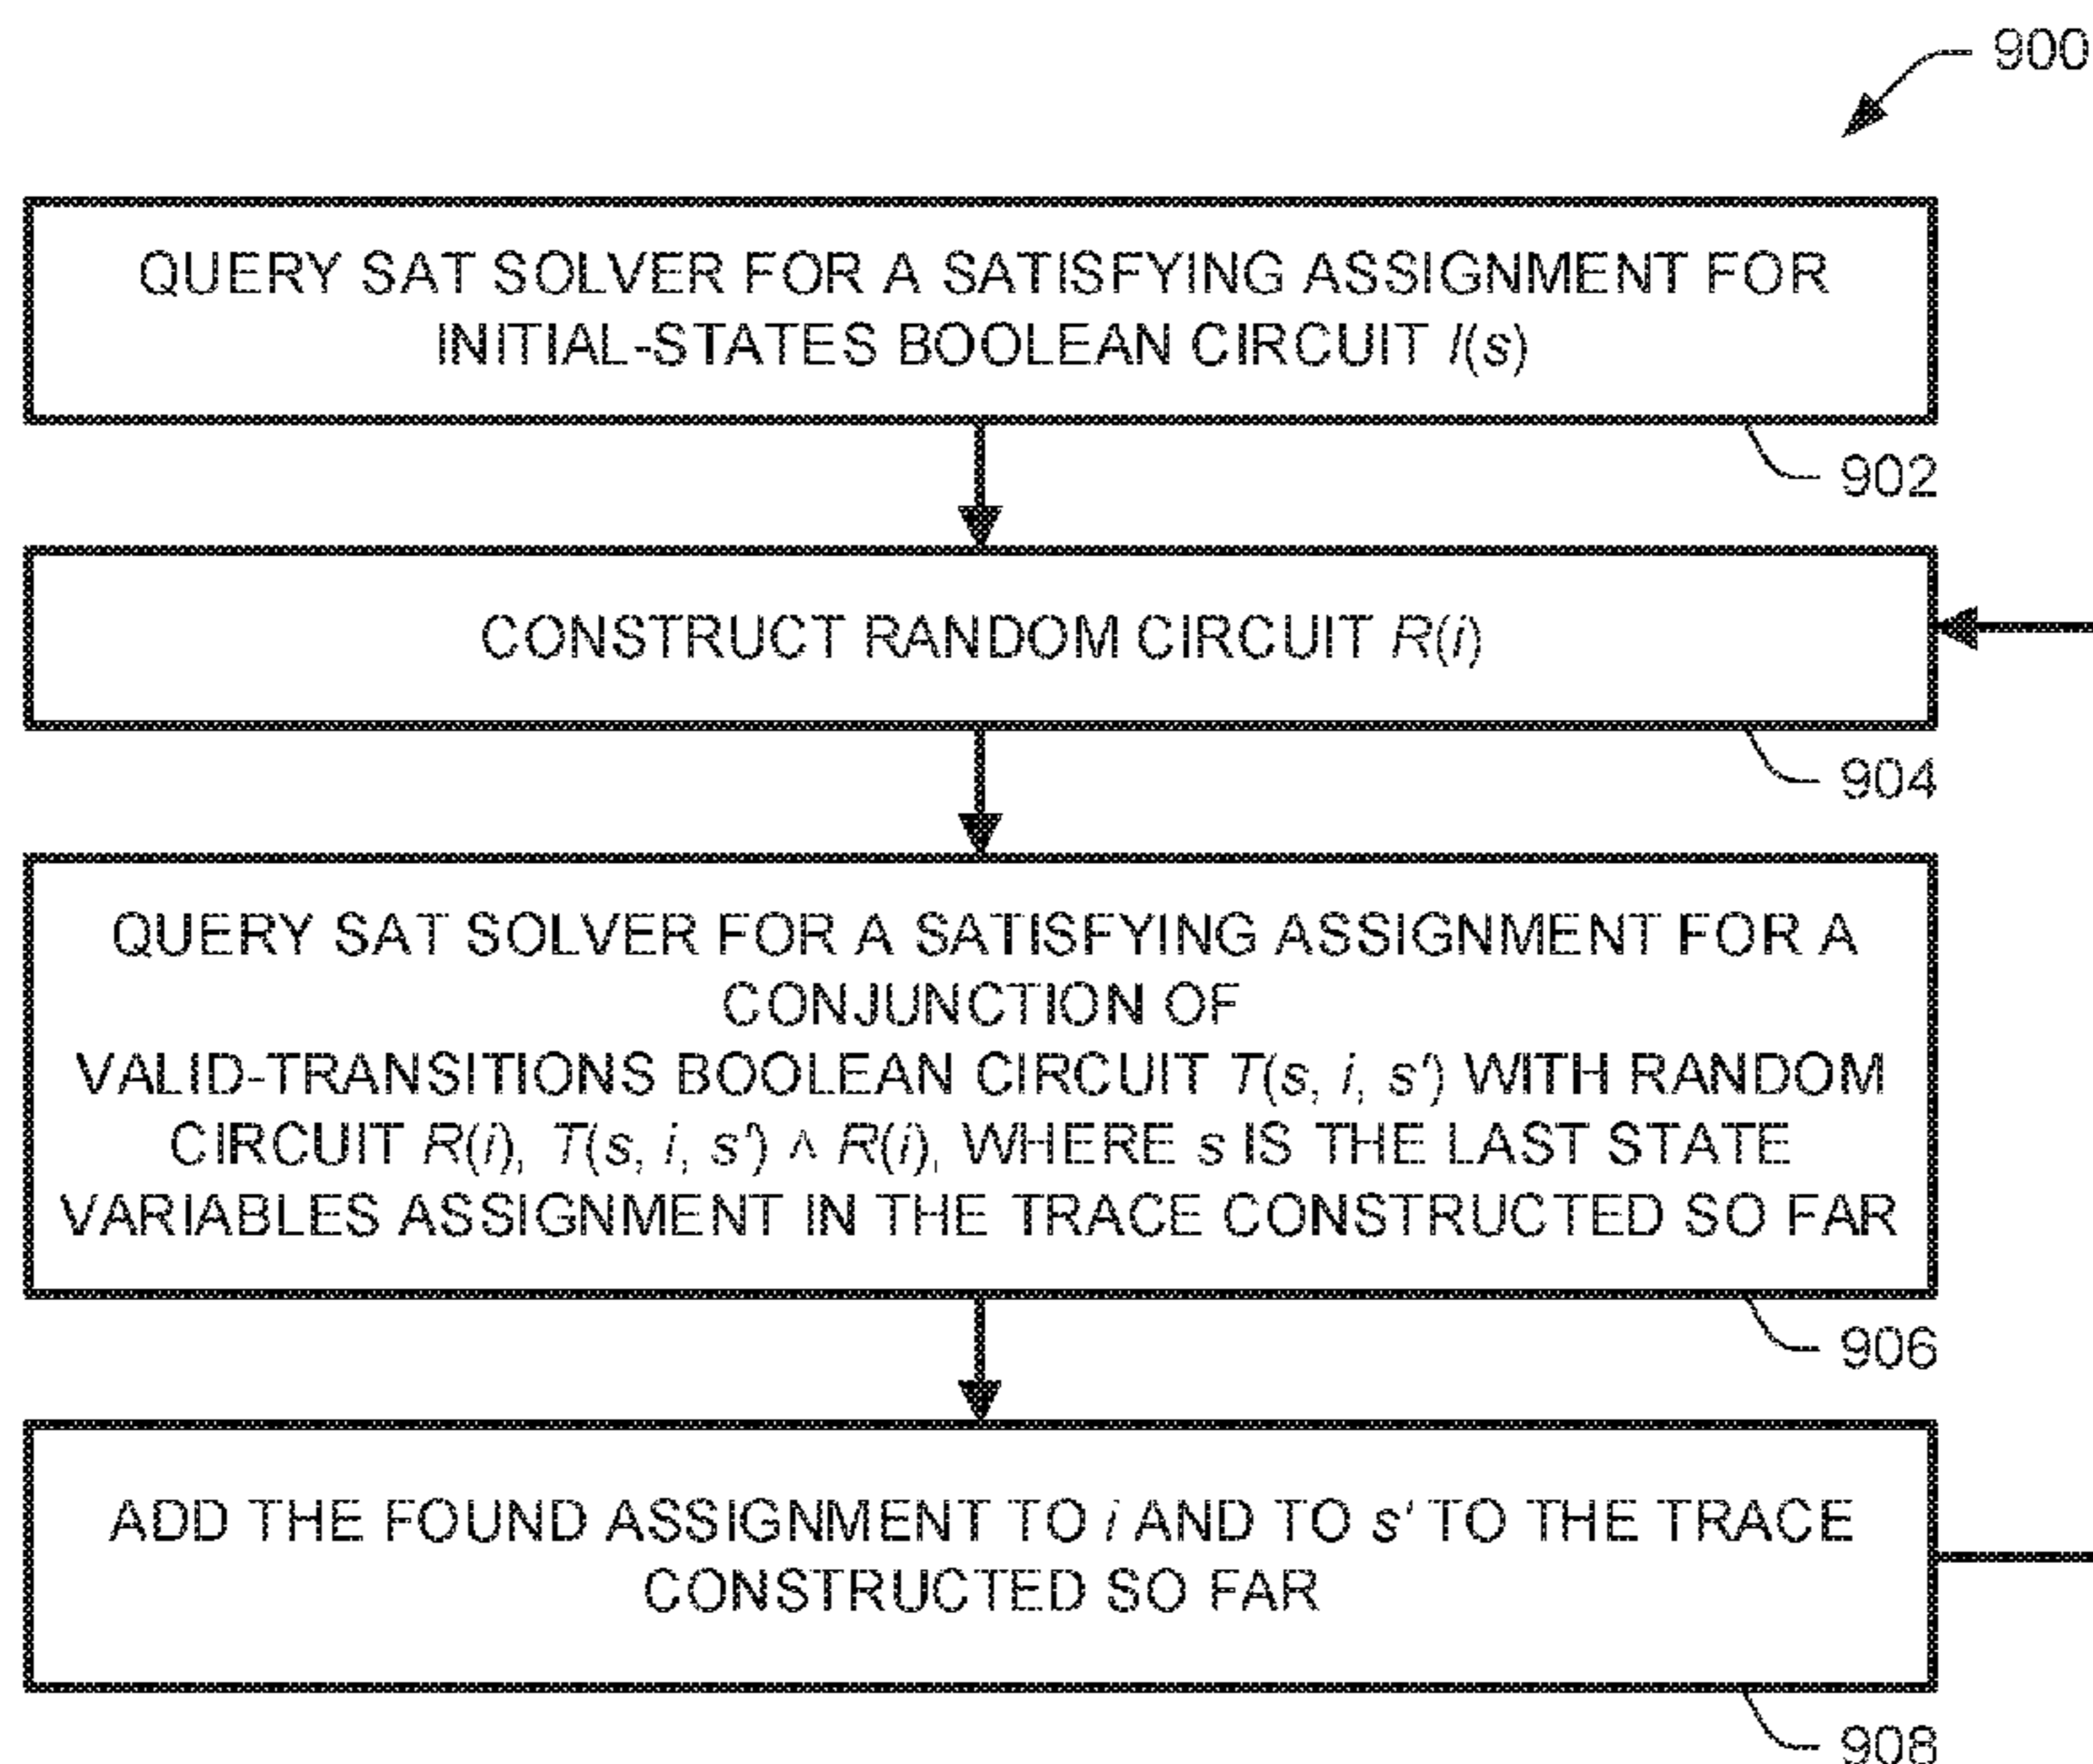 900
QUERY SAT SOLVER FOR A SATISFYING ASSIGNMENT FOR
INITIAL-STATES BOOLEAN CIRCUIT I(s)
902
CONSTRUCT RANDOM CIRCUIT R(i)
904
QUERY SAT SOLVER FOR A SATISFYING ASSIGNMENT FOR A
CONJUNCTION OF
VALID-TRANSITIONS BOOLEAN CIRCUIT T(s, i, s') WITH RANDOM
CIRCUIT R(i), T(s, i, s') ∧ R(i), WHERE s IS THE LAST STATE
VARIABLES ASSIGNMENT IN THE TRACE CONSTRUCTED SO FAR
906
ADD THE FOUND ASSIGNMENT TO i AND TO s' TO THE TRACE
CONSTRUCTED SO FAR
908